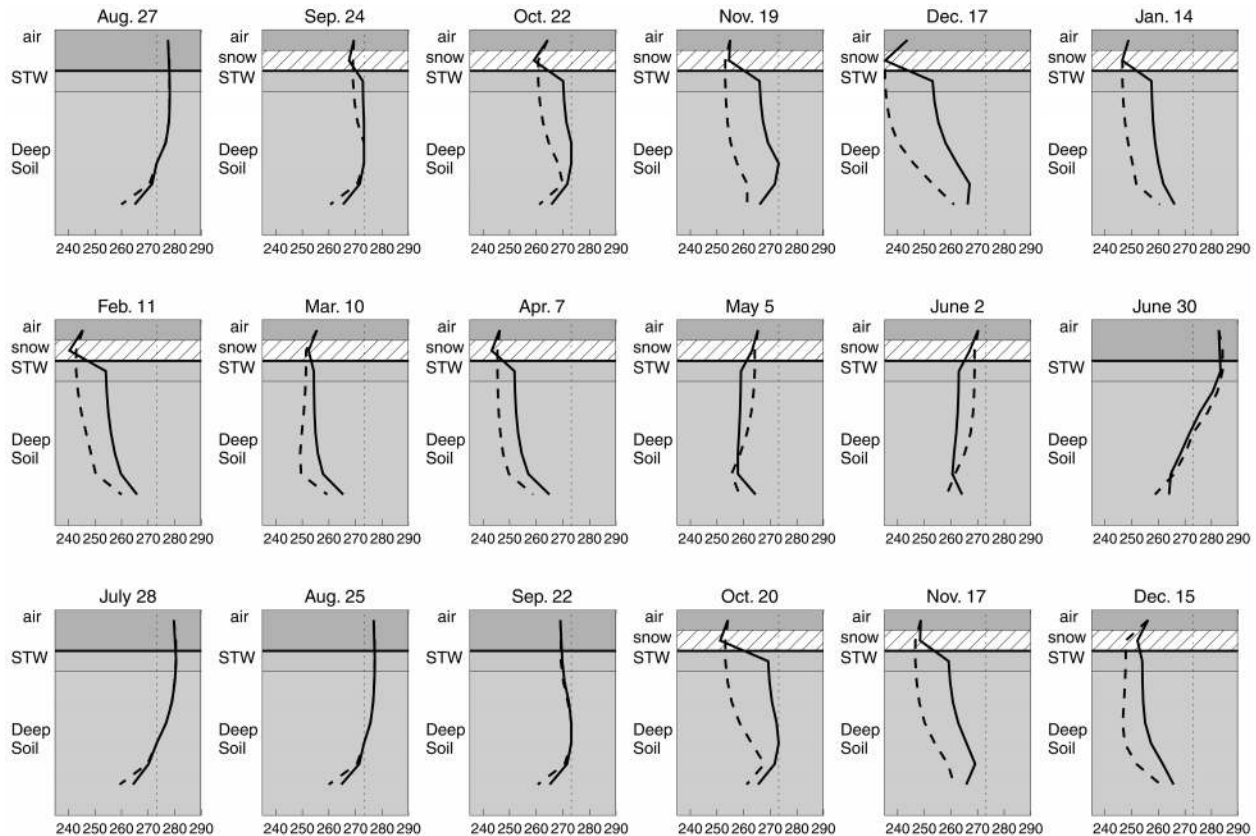 Aug. 27 Sep. 24 Oct. 22 Nov. 19 Dec. 17 Jan. 14
air air air air air air
snow snow snow snow snow
STW STW STW STW STW STW
Deep Deep Deep Deep Deep Deep
Soil Soil Soil Soil Soil Soil
240 250 260 270 280 290 240 250 260 270 280 290 240 250 260 270 280 290 240 250 260 270 280 290 240 250 260 270 280 290 240 250 260 270 280 290
Feb. 11 Mar. 10 Apr. 7 May 5 June 2 June 30
air air air air air air
snow snow snow snow snow
STW STW STW STW STW STW
Deep Deep Deep Deep Deep Deep
Soil Soil Soil Soil Soil Soil
240 250 260 270 280 290 240 250 260 270 280 290 240 250 260 270 280 290 240 250 260 270 280 290 240 250 260 270 280 290 240 250 260 270 280 290
July 28 Aug. 25 Sep. 22 Oct. 20 Nov. 17 Dec. 15
air air air air air air
snow snow snow
STW STW STW STW STW STW
Deep Deep Deep Deep Deep Deep
Soil Soil Soil Soil Soil Soil
240 250 260 270 280 290 240 250 260 270 280 290 240 250 260 270 280 290 240 250 260 270 280 290 240 250 260 270 280 290 240 250 260 270 280 290